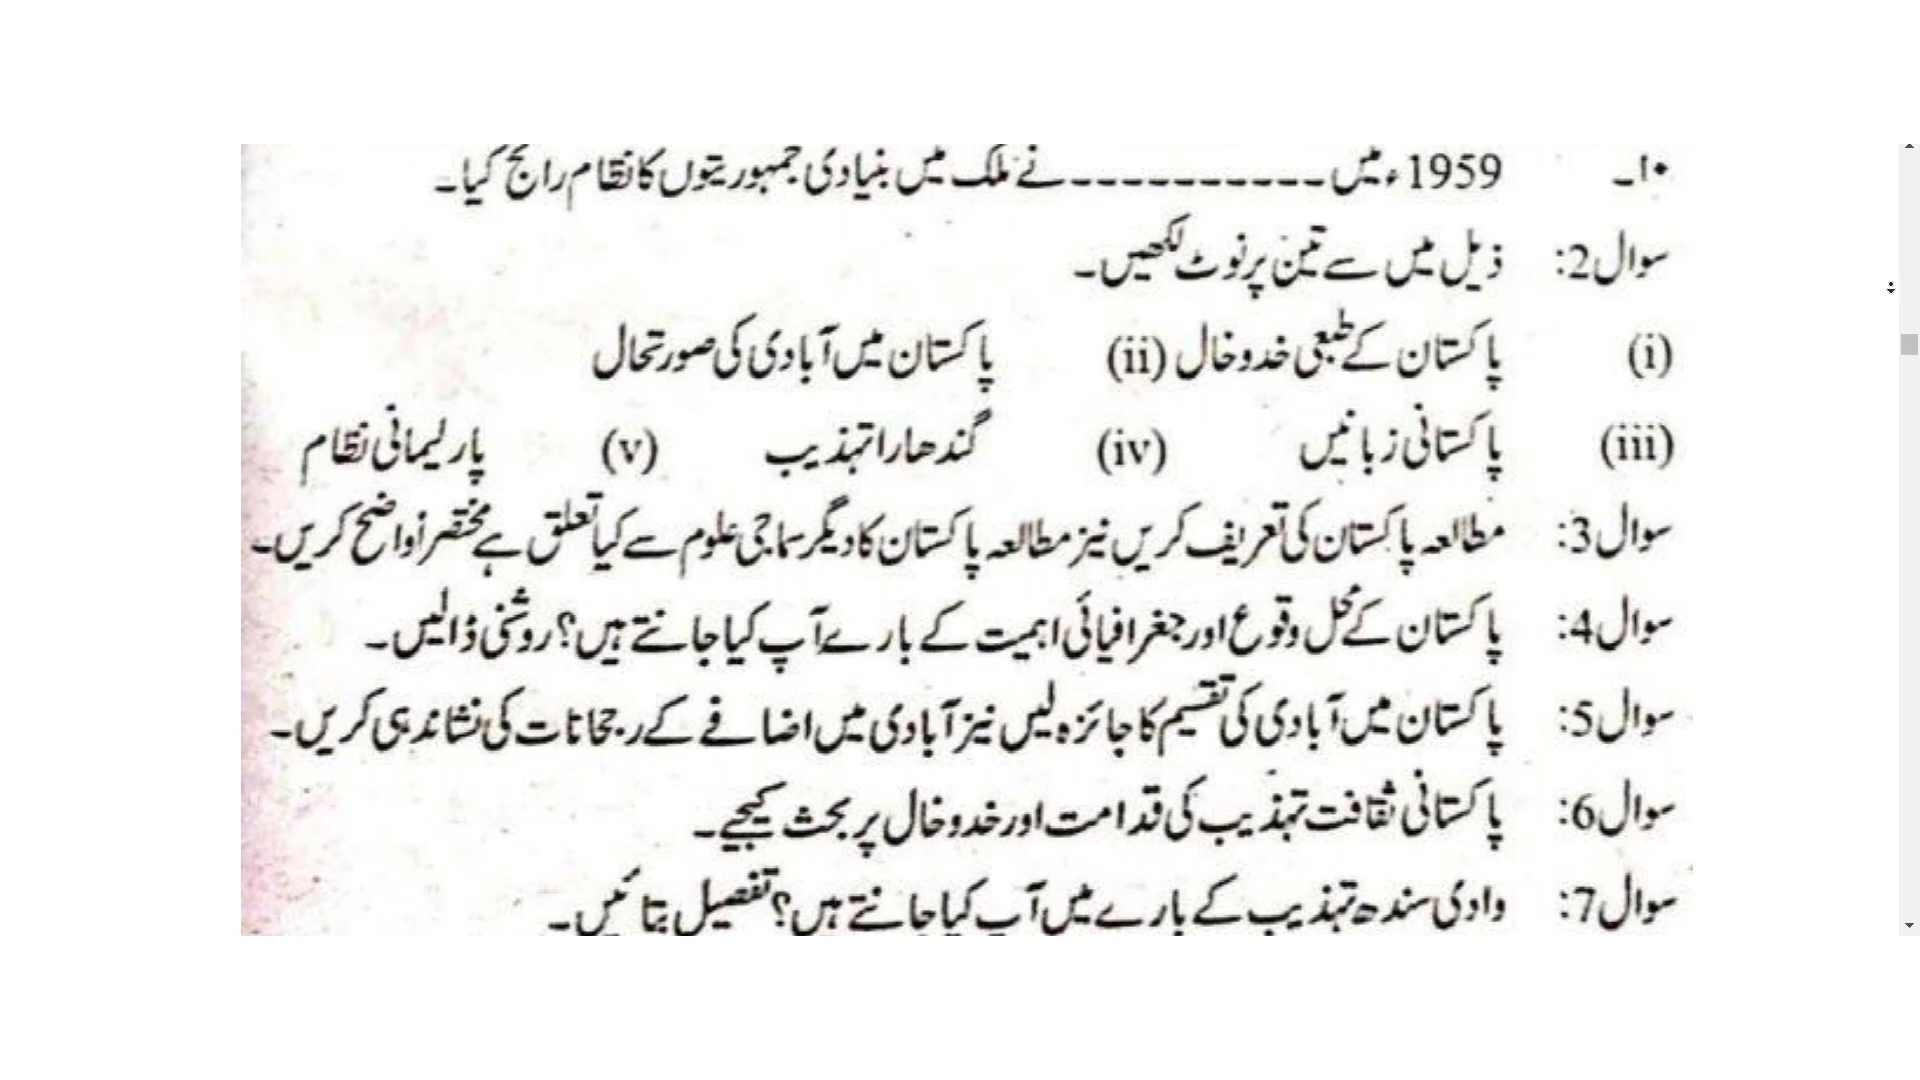 ۱۰۔ 1959ء میں ----------- نے ملک میں بنیادی جمہوریتوں کا نظام رائج کیا۔
سوال 2: ذیل میں سے تین پر نوٹ لکھیں۔
(i) پاکستان کے طبعی خدوخال (ii) پاکستان میں آبادی کی صورتحال
(iii) پاکستانی زبانیں (iv) گندھارا تہذیب (v) پارلیمانی نظام
سوال 3: مطالعہ پاکستان کی تعریف کریں نیز مطالعہ پاکستان کا دیگر سماجی علوم سے کیا تعلق ہے مختصراً واضح کریں۔
سوال 4: پاکستان کے محل وقوع اور جغرافیائی اہمیت کے بارے آپ کیا جانتے ہیں؟ روشنی ڈالیں۔
سوال 5: پاکستان میں آبادی کی تقسیم کا جائزہ لیں نیز آبادی میں اضافے کے رجحانات کی نشاندہی کریں۔
سوال 6: پاکستانی ثقافت تہذیب کی قدامت اور خدوخال پر بحث کیجیے۔
سوال 7: وادی سندھ تہذیب کے بارے میں آپ کیا جانتے ہیں؟ تفصیل بتائیں۔